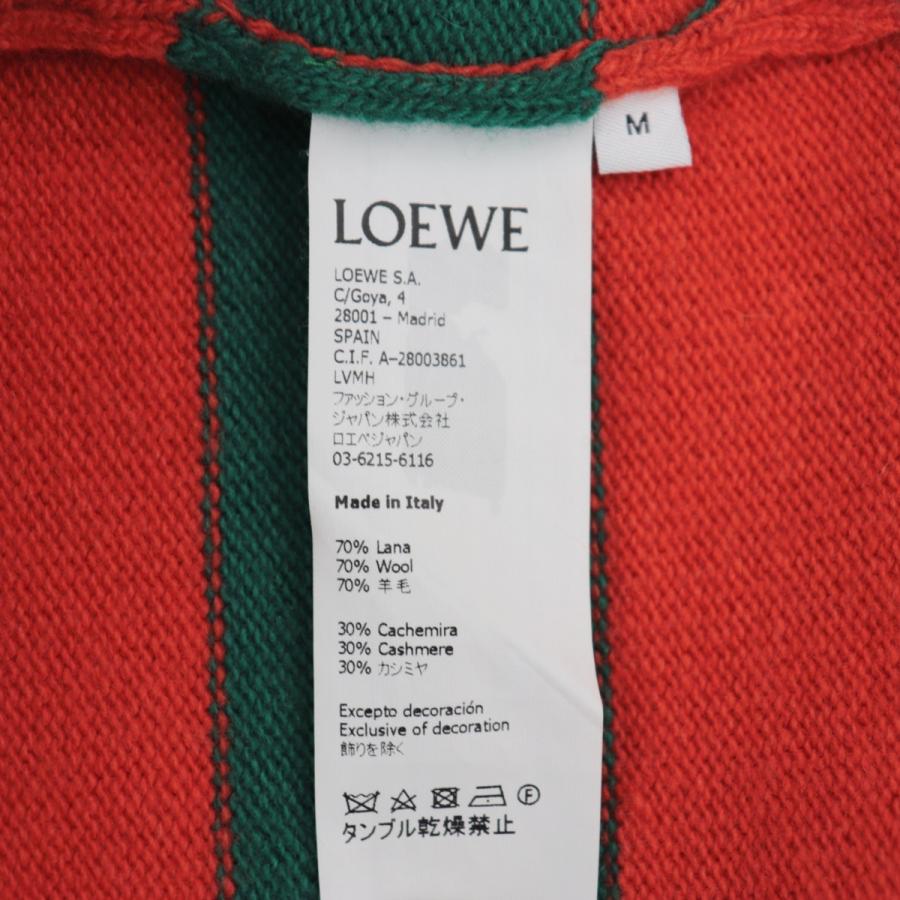 M
LOEWE
LOEWE S.A.
C/Goya, 4
28001 – Madrid
SPAIN
C.I.F. A–28003861
LVMH
ファッション・グループ・
ジャパン株式会社
ロエベジャパン
03-6215-6116
Made in Italy
70% Lana
70% Wool
70% 羊毛
30% Cachemira
30% Cashmere
30% カシミヤ
Excepto decoración
Exclusive of decoration
飾りを除く
F
タンブル乾燥禁止